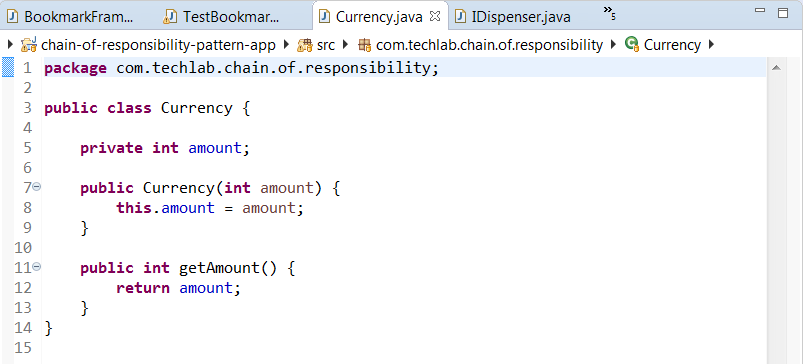 BookmarkFram... TestBookmar... Currency.java IDispenser.java »5
chain-of-responsibility-pattern-app src com.techlab.chain.of.responsibility Currency
1 package com.techlab.chain.of.responsibility;
2
3 public class Currency {
4
5     private int amount;
6
7     public Currency(int amount) {
8         this.amount = amount;
9     }
10
11     public int getAmount() {
12         return amount;
13     }
14 }
15